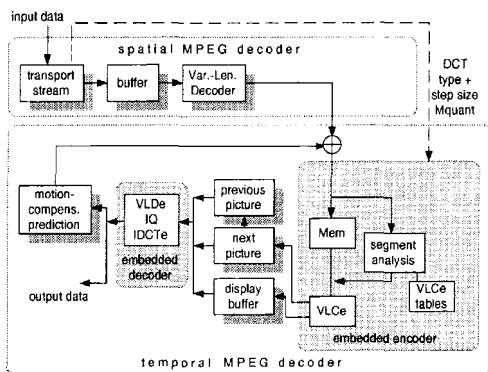 input data
spatial MPEG decoder
transport
stream
buffer
Var.-Len.
Decoder
DCT
type +
step size
Mquant
motion-
compens.
prediction
VLDe
IQ
IDCTe
embedded
decoder
previous
picture
next
picture
display
buffer
Mem
segment
analysis
VLCe
tables
VLCe
embedded encoder
output data
temporal MPEG decoder